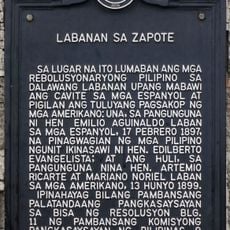 LABANAN SA ZAPOTE
SA LUGAR NA ITO LUMABAN ANG MGA
REBOLUSYONARYONG PILIPINO SA
DALAWANG LABANAN UPANG MABAWI
ANG CAVITE SA MGA ESPANYOL AT
PIGILAN ANG TULUYANG PAGSAKOP NG
MGA AMERIKANO: UNA, SA PANGUNGUNA
NI HEN. EMILIO AGUINALDO LABAN
SA MGA ESPANYOL, 17 PEBRERO 1897,
NA PINAGWAGIAN NG MGA PILIPINO
NGUNIT IKINASAWI NI HEN. EDILBERTO
EVANGELISTA; AT ANG HULI, SA
PANGUNGUNA NINA HEN. ARTEMIO
RICARTE AT MARIANO NORIEL LABAN
SA MGA AMERIKANO, 13 HUNYO 1899.
IPINAHAYAG BILANG PAMBANSANG
PALATANDAANG PANGKASAYSAYAN
SA BISA NG RESOLUSYON BLG.
11 NG PAMBANSANG KOMISYONG
PANGKASAYSAYAN NG PILIPINAS